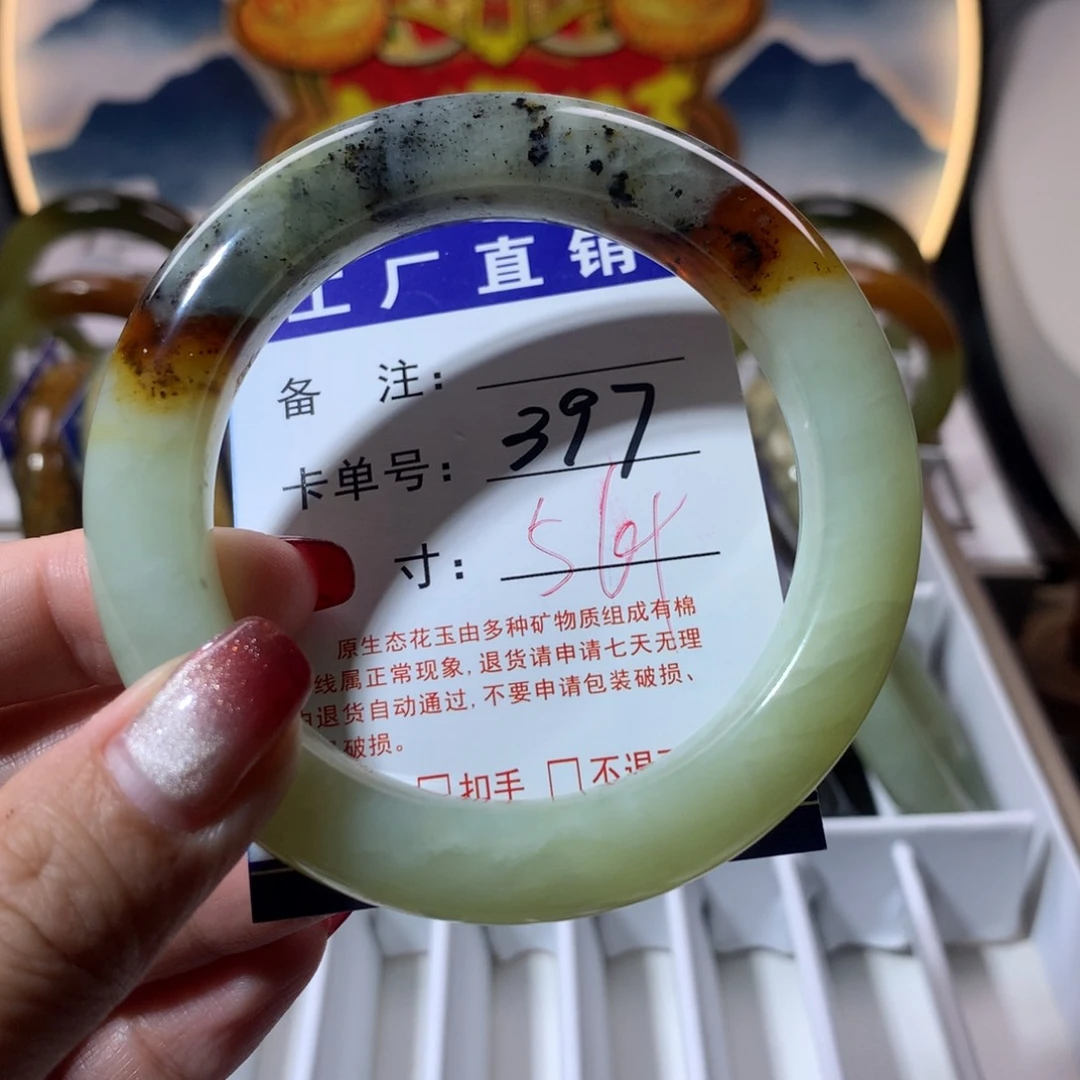 工厂直销
备 注：
卡单号：397
寸：56
原生态花玉由多种矿物质组成有棉
线属正常现象，退货请申请七天无理
由退货自动通过，不要申请包装破损、
破损。
□扣手 □不退